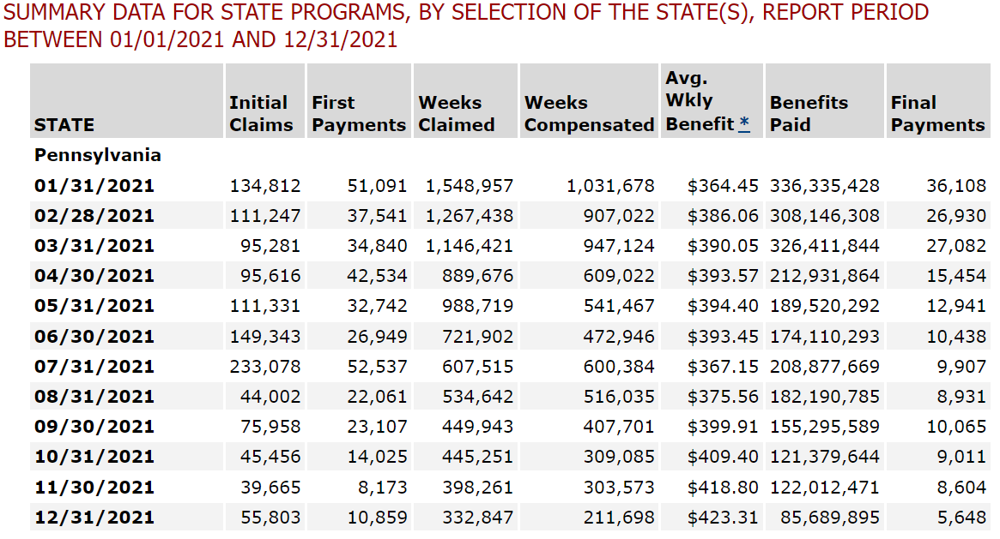 SUMMARY DATA FOR STATE PROGRAMS, BY SELECTION OF THE STATE(S), REPORT PERIOD
BETWEEN 01/01/2021 AND 12/31/2021
STATE Initial Claims First Payments Weeks Claimed Weeks Compensated Avg. Wkly Benefit * Benefits Paid Final Payments
Pennsylvania
01/31/2021 134,812 51,091 1,548,957 1,031,678 $364.45 336,335,428 36,108
02/28/2021 111,247 37,541 1,267,438 907,022 $386.06 308,146,308 26,930
03/31/2021 95,281 34,840 1,146,421 947,124 $390.05 326,411,844 27,082
04/30/2021 95,616 42,534 889,676 609,022 $393.57 212,931,864 15,454
05/31/2021 111,331 32,742 988,719 541,467 $394.40 189,520,292 12,941
06/30/2021 149,343 26,949 721,902 472,946 $393.45 174,110,293 10,438
07/31/2021 233,078 52,537 607,515 600,384 $367.15 208,877,669 9,907
08/31/2021 44,002 22,061 534,642 516,035 $375.56 182,190,785 8,931
09/30/2021 75,958 23,107 449,943 407,701 $399.91 155,295,589 10,065
10/31/2021 45,456 14,025 445,251 309,085 $409.40 121,379,644 9,011
11/30/2021 39,665 8,173 398,261 303,573 $418.80 122,012,471 8,604
12/31/2021 55,803 10,859 332,847 211,698 $423.31 85,689,895 5,648